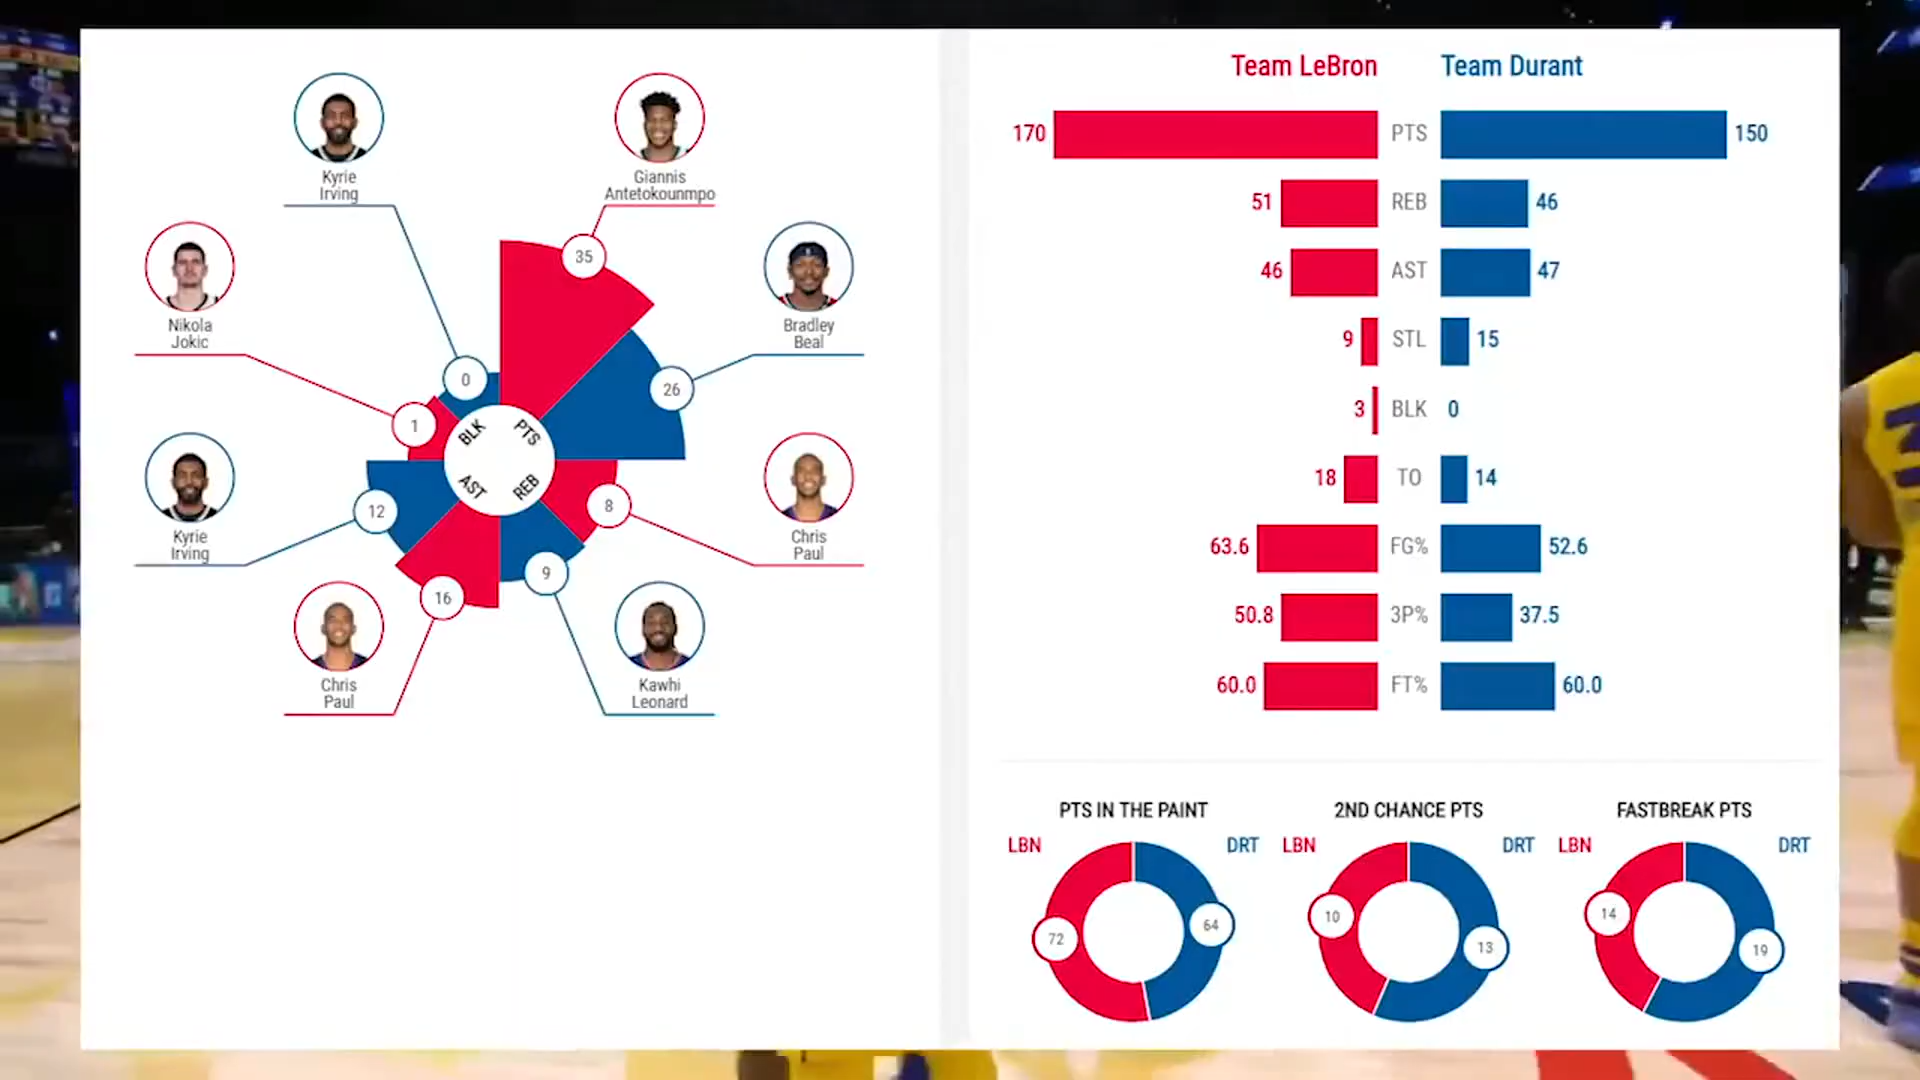 Kyrie
Irving
Giannis
Antetokounmpo
Nikola
Jokic
Bradley
Beal
35
26
0
1
BLK
PTS
AST
REB
12
8
16
9
Kyrie
Irving
Chris
Paul
Chris
Paul
Kawhi
Leonard
Team LeBron Team Durant
170 PTS 150
51 REB 46
46 AST 47
9 STL 15
3 BLK 0
18 TO 14
63.6 FG% 52.6
50.8 3P% 37.5
60.0 FT% 60.0
PTS IN THE PAINT
LBN DRT
72 64
2ND CHANCE PTS
LBN DRT
10 13
FASTBREAK PTS
LBN DRT
14 19